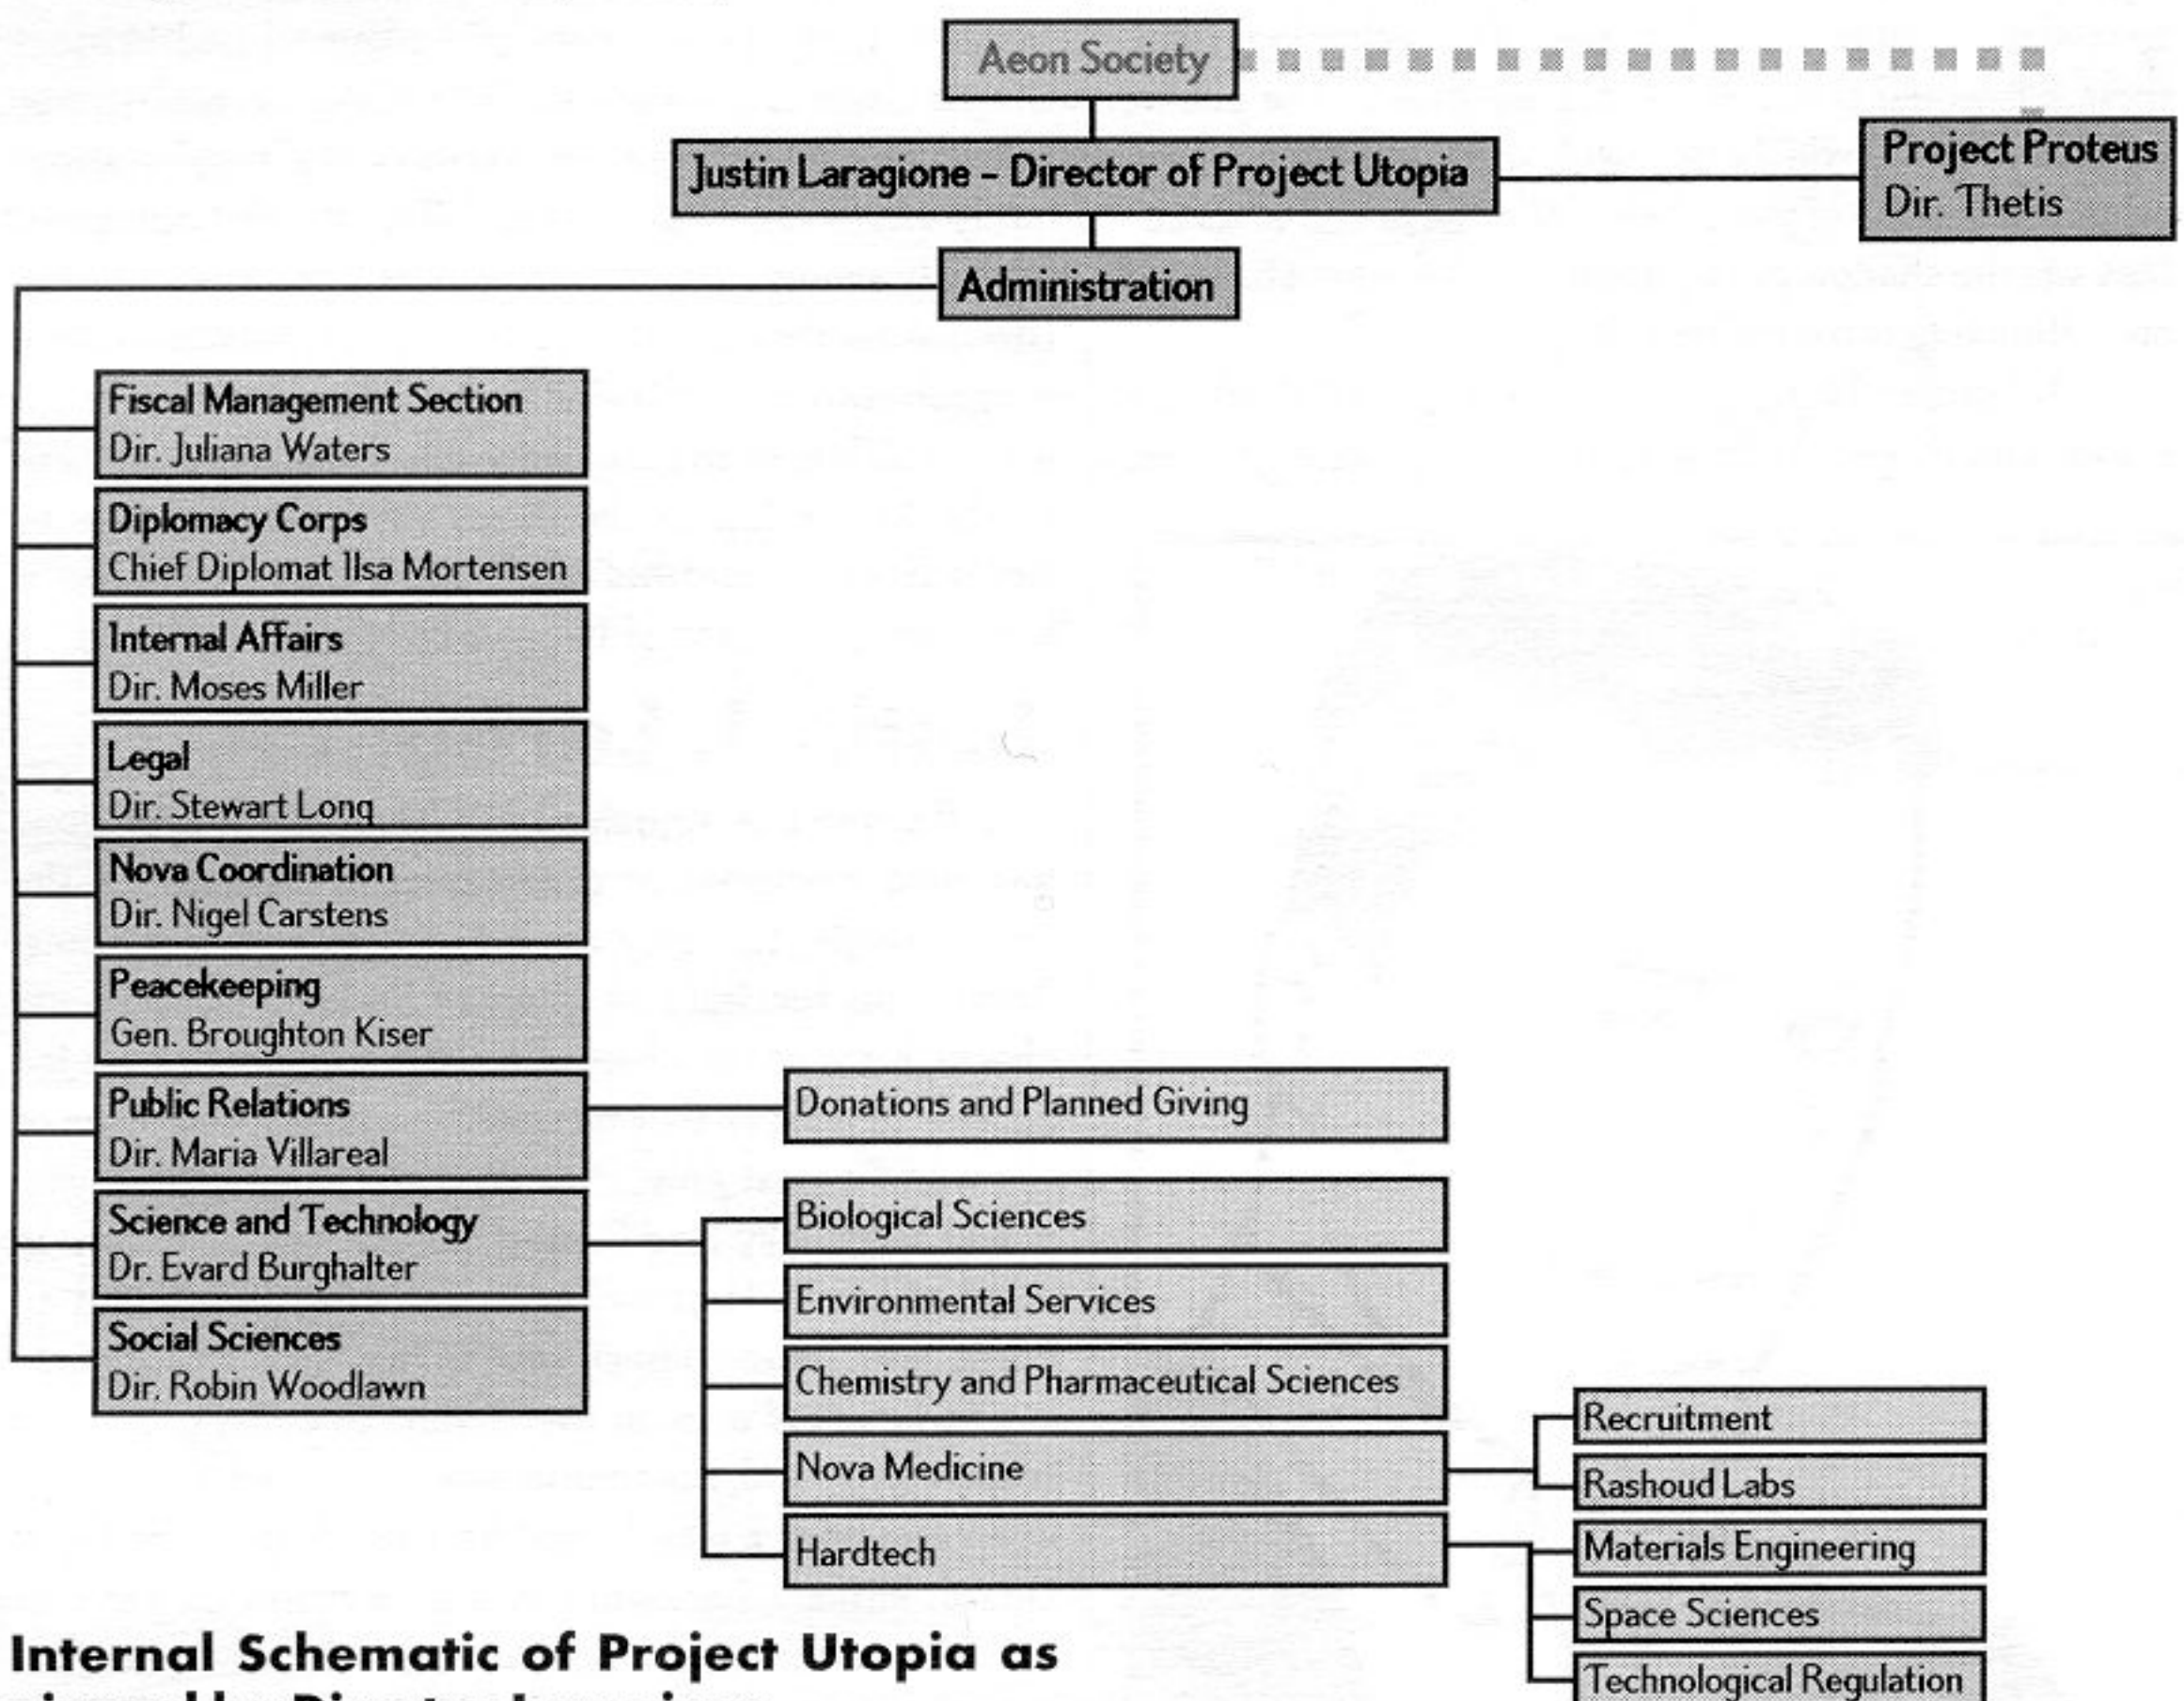 Aeon Society
Justin Laragione – Director of Project Utopia
Project Proteus
Dir. Thetis
Administration
Fiscal Management Section
Dir. Juliana Waters
Diplomacy Corps
Chief Diplomat Ilsa Mortensen
Internal Affairs
Dir. Moses Miller
Legal
Dir. Stewart Long
Nova Coordination
Dir. Nigel Carstens
Peacekeeping
Gen. Broughton Kiser
Public Relations
Dir. Maria Villareal
Science and Technology
Dr. Evard Burghalter
Social Sciences
Dir. Robin Woodlawn
Donations and Planned Giving
Biological Sciences
Environmental Services
Chemistry and Pharmaceutical Sciences
Nova Medicine
Hardtech
Recruitment
Rashoud Labs
Materials Engineering
Space Sciences
Technological Regulation
Internal Schematic of Project Utopia as